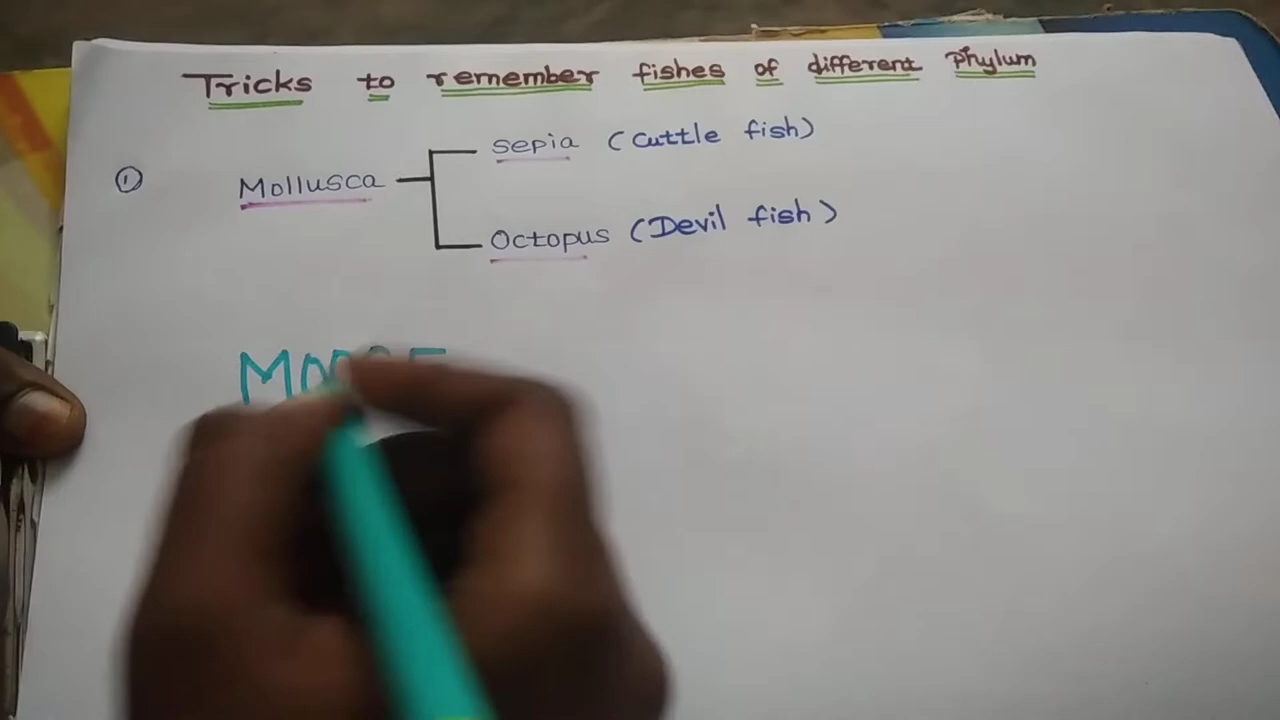 Tricks to remember fishes of different Phylum
① Mollusca
Sepia (Cuttle fish)
Octopus (Devil fish)